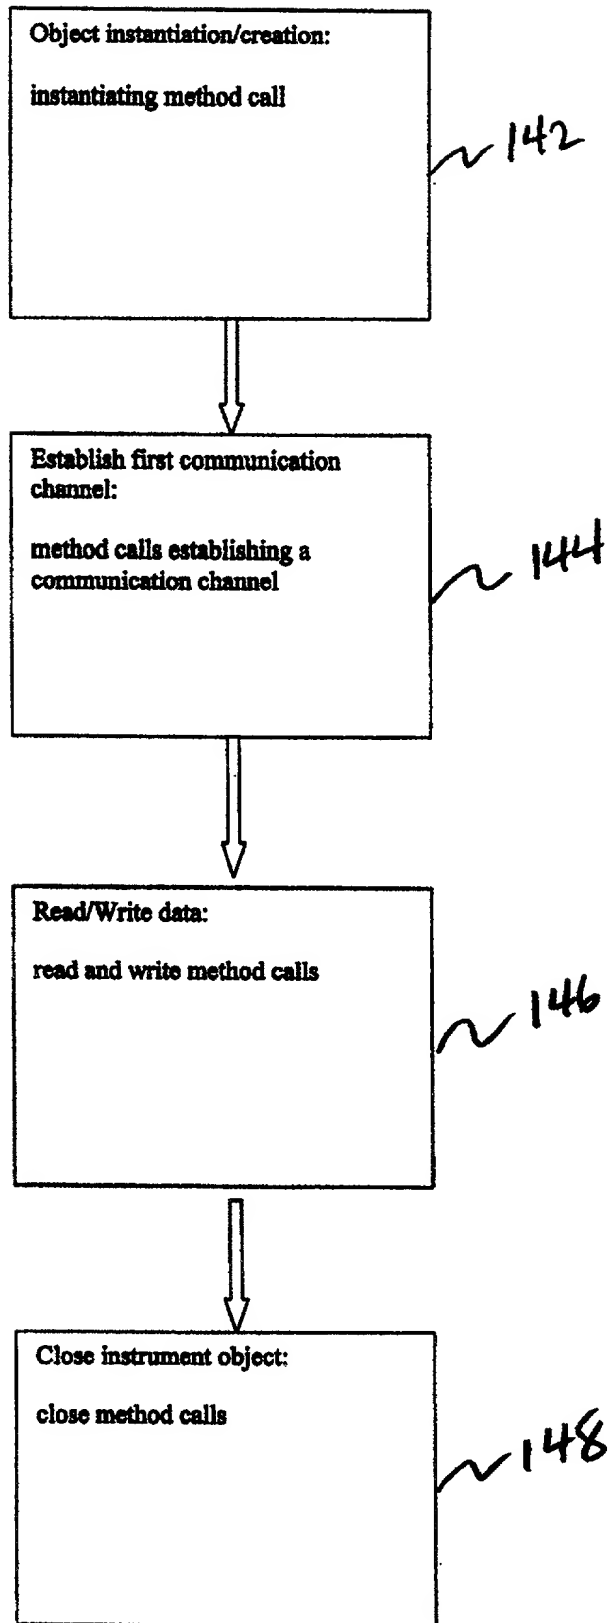 Object instantiation/creation:
instantiating method call
142
Establish first communication
channel:
method calls establishing a
communication channel
144
Read/Write data:
read and write method calls
146
Close instrument object:
close method calls
148